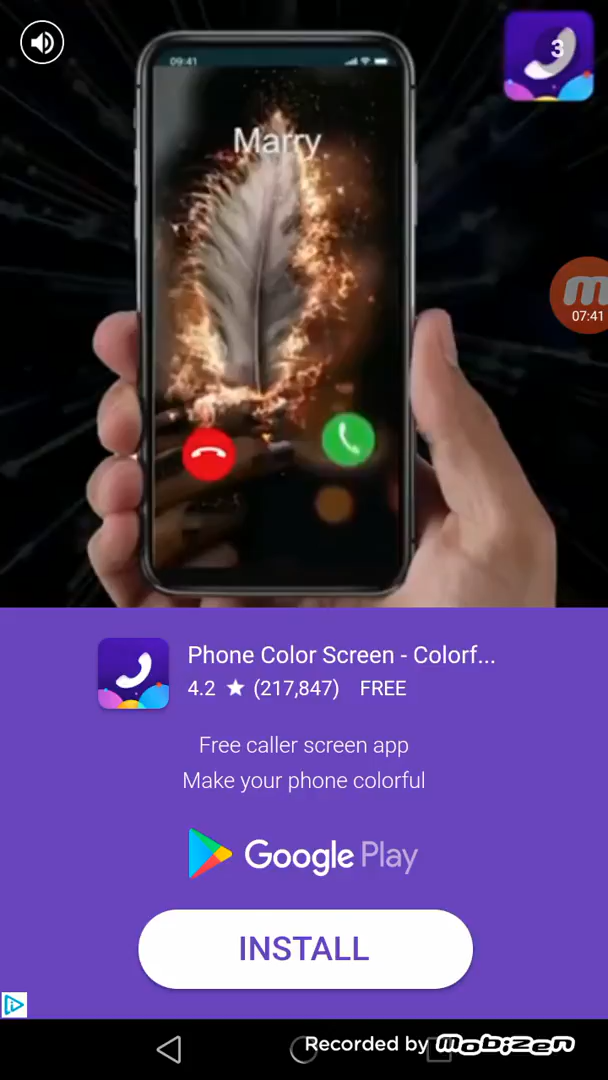 3
09:41
Marry
07:41
Phone Color Screen - Colorf...
4.2 ★ (217,847) FREE
Free caller screen app
Make your phone colorful
Google Play
INSTALL
Recorded by Mobizen